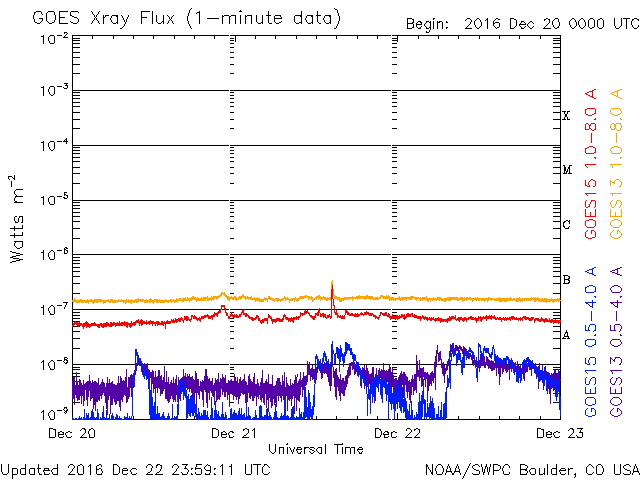 GOES Xray Flux (1-minute data)
Begin: 2016 Dec 20 0000 UTC
10-2
10-3
10-4
10-5
10-6
10-7
10-8
10-9
Watts m-2
X
M
C
B
A
GOES15 1.0-8.0 A
GOES13 1.0-8.0 A
GOES15 0.5-4.0 A
GOES13 0.5-4.0 A
Dec 20 Dec 21 Dec 22 Dec 23
Universal Time
Updated 2016 Dec 22 23:59:11 UTC
NOAA/SWPC Boulder, CO USA